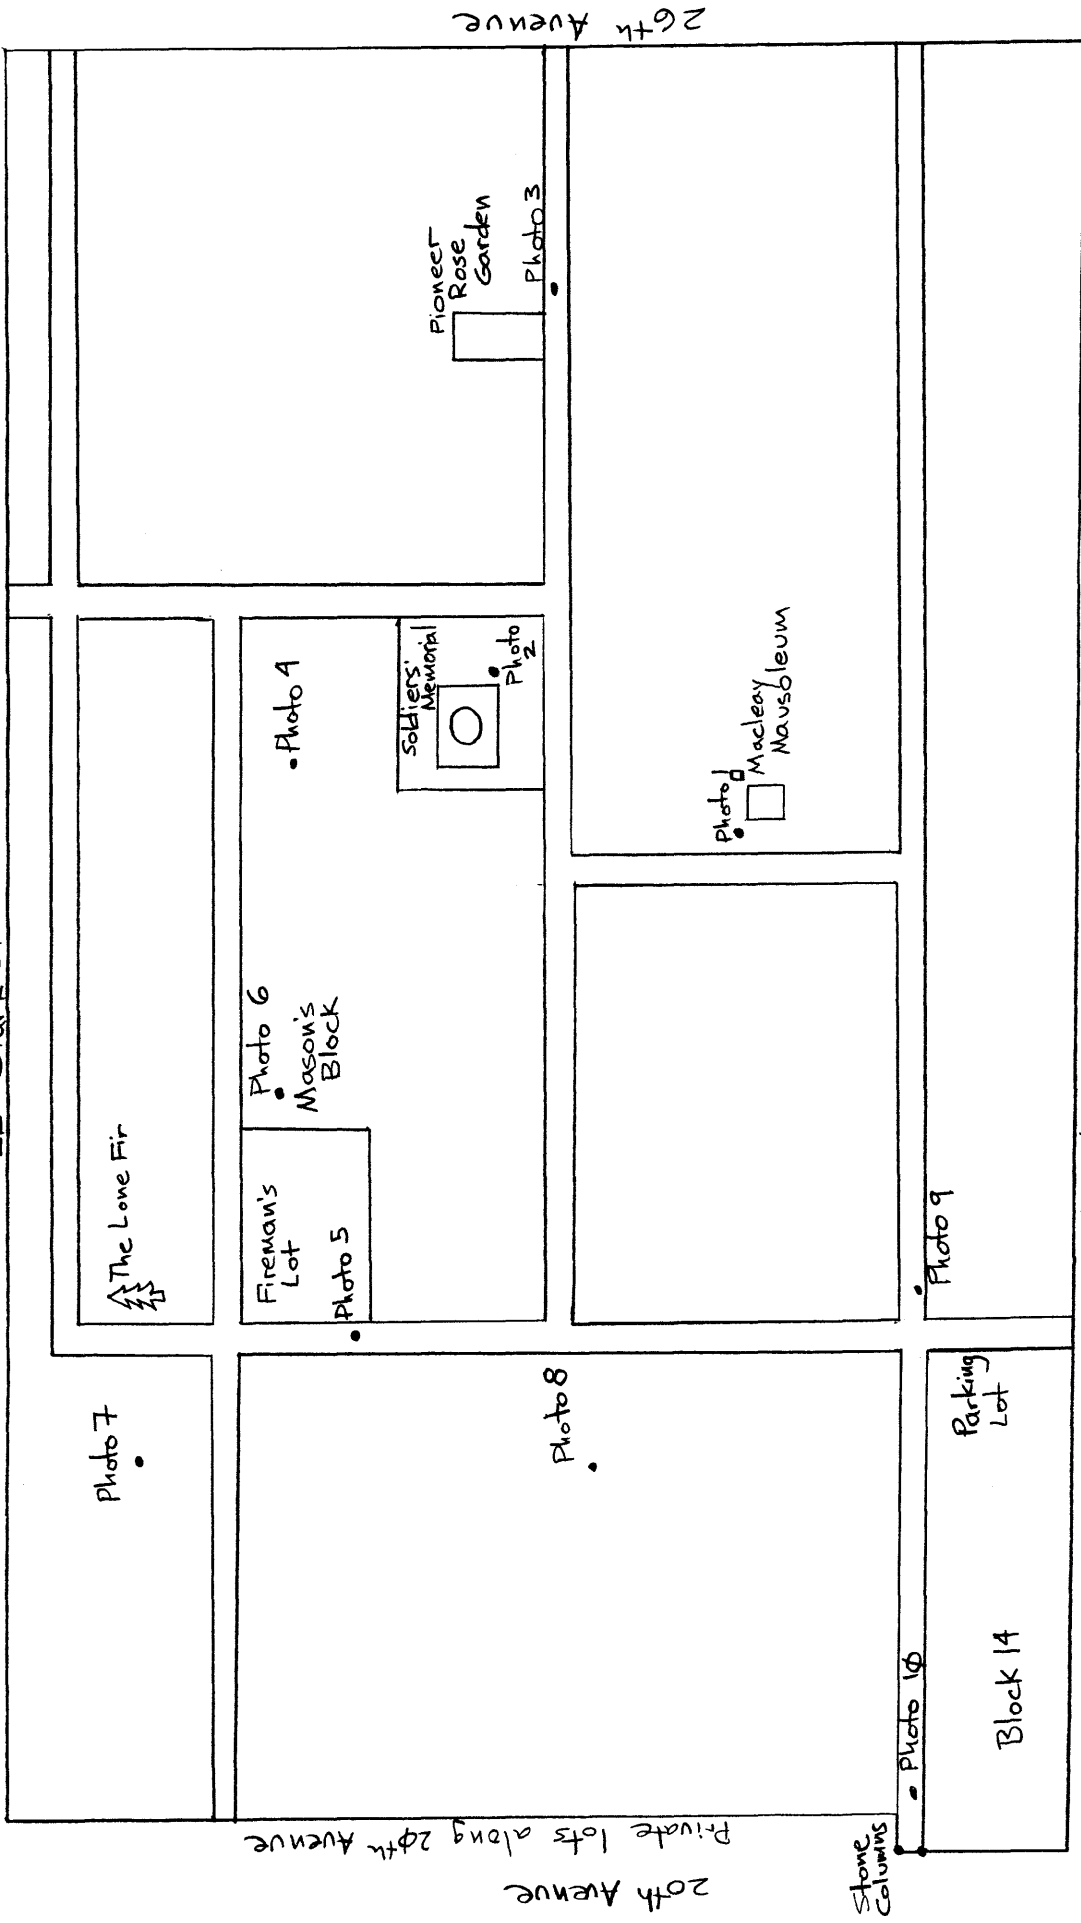 26th Avenue
Pioneer
Rose
Garden
Photo 3
Photo 4
Soldiers'
Memorial
Photo
2
Photo 1
Macleay
Mausoleum
Photo 6
Mason's
Block
The Lone Fir
Fireman's
Lot
Photo 5
Photo 9
Photo 7
Photo 8
Parking
Lot
Block 14
Photo 10
Private lots along 20th Avenue
20th Avenue
Stone
Columns